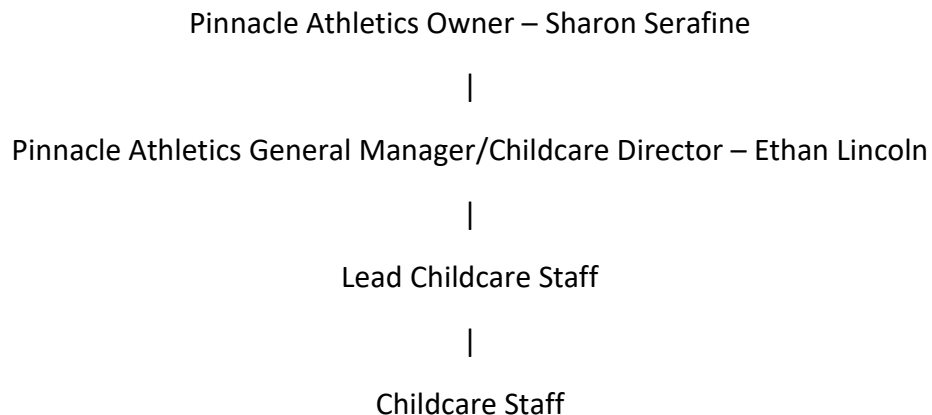 Pinnacle Athletics Owner – Sharon Serafine
|
Pinnacle Athletics General Manager/Childcare Director – Ethan Lincoln
|
Lead Childcare Staff
|
Childcare Staff